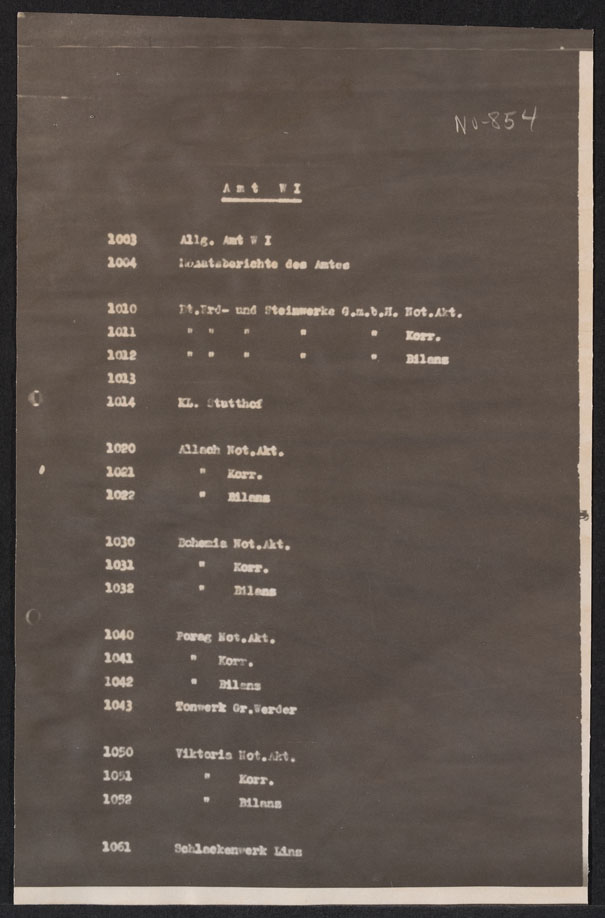 No-854
Amt W I
1003 Allg. Amt W I
1004 Monatsberichte des Amtes
1010 Dt.Erd- und Steinwerke G.m.b.H. Not.Akt.
1011 " " " " " Korr.
1012 " " " " " Bilanz
1013
1014 KL. Stutthof
1020 Allach Not.Akt.
1021 " Korr.
1022 " Bilanz
1030 Bohemia Not.Akt.
1031 " Korr.
1032 " Bilanz
1040 Porag Not.Akt.
1041 " Korr.
1042 " Bilanz
1043 Tonwerk Gr.Werder
1050 Viktoria Not.Akt.
1051 " Korr.
1052 " Bilanz
1061 Schlackenwerk Linz